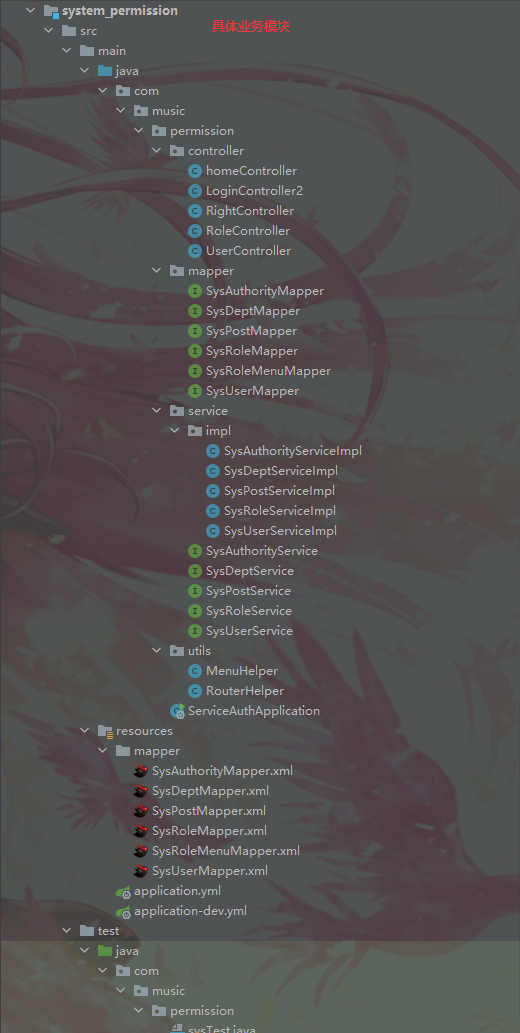 system_permission
具体业务模块
src
main
java
com
music
permission
controller
homeController
LoginController2
RightController
RoleController
UserController
mapper
SysAuthorityMapper
SysDeptMapper
SysPostMapper
SysRoleMapper
SysRoleMenuMapper
SysUserMapper
service
impl
SysAuthorityServiceImpl
SysDeptServiceImpl
SysPostServiceImpl
SysRoleServiceImpl
SysUserServiceImpl
SysAuthorityService
SysDeptService
SysPostService
SysRoleService
SysUserService
utils
MenuHelper
RouterHelper
ServiceAuthApplication
resources
mapper
SysAuthorityMapper.xml
SysDeptMapper.xml
SysPostMapper.xml
SysRoleMapper.xml
SysRoleMenuMapper.xml
SysUserMapper.xml
application.yml
application-dev.yml
test
java
com
music
permission
sysTest.java